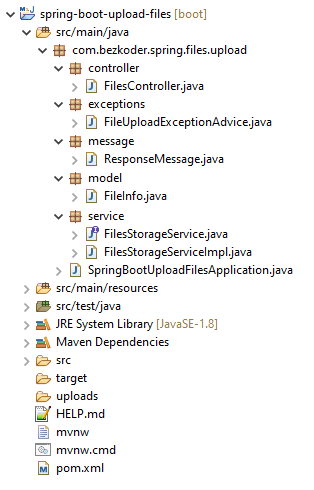 spring-boot-upload-files [boot]
src/main/java
com.bezkoder.spring.files.upload
controller
FilesController.java
exceptions
FileUploadExceptionAdvice.java
message
ResponseMessage.java
model
FileInfo.java
service
FilesStorageService.java
FilesStorageServiceImpl.java
SpringBootUploadFilesApplication.java
src/main/resources
src/test/java
JRE System Library [JavaSE-1.8]
Maven Dependencies
src
target
uploads
HELP.md
mvnw
mvnw.cmd
pom.xml